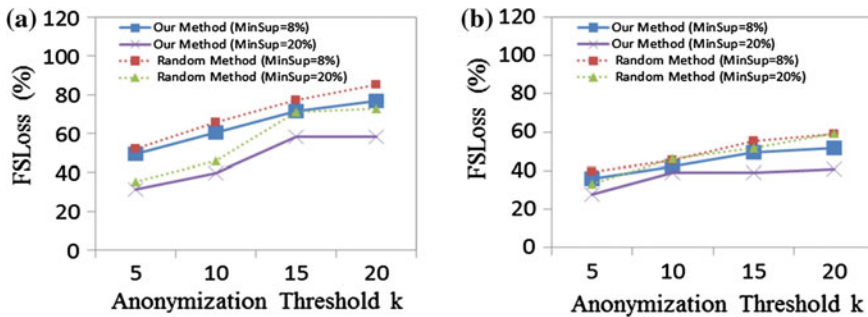 (a)
FSLoss (%)
120
100
80
60
40
20
0
Our Method (MinSup=8%)
Our Method (MinSup=20%)
Random Method (MinSup=8%)
Random Method (MinSup=20%)
5 10 15 20
Anonymization Threshold k
(b)
FSLoss (%)
120
100
80
60
40
20
0
Our Method (MinSup=8%)
Our Method (MinSup=20%)
Random Method (MinSup=8%)
Random Method (MinSup=20%)
5 10 15 20
Anonymization Threshold k